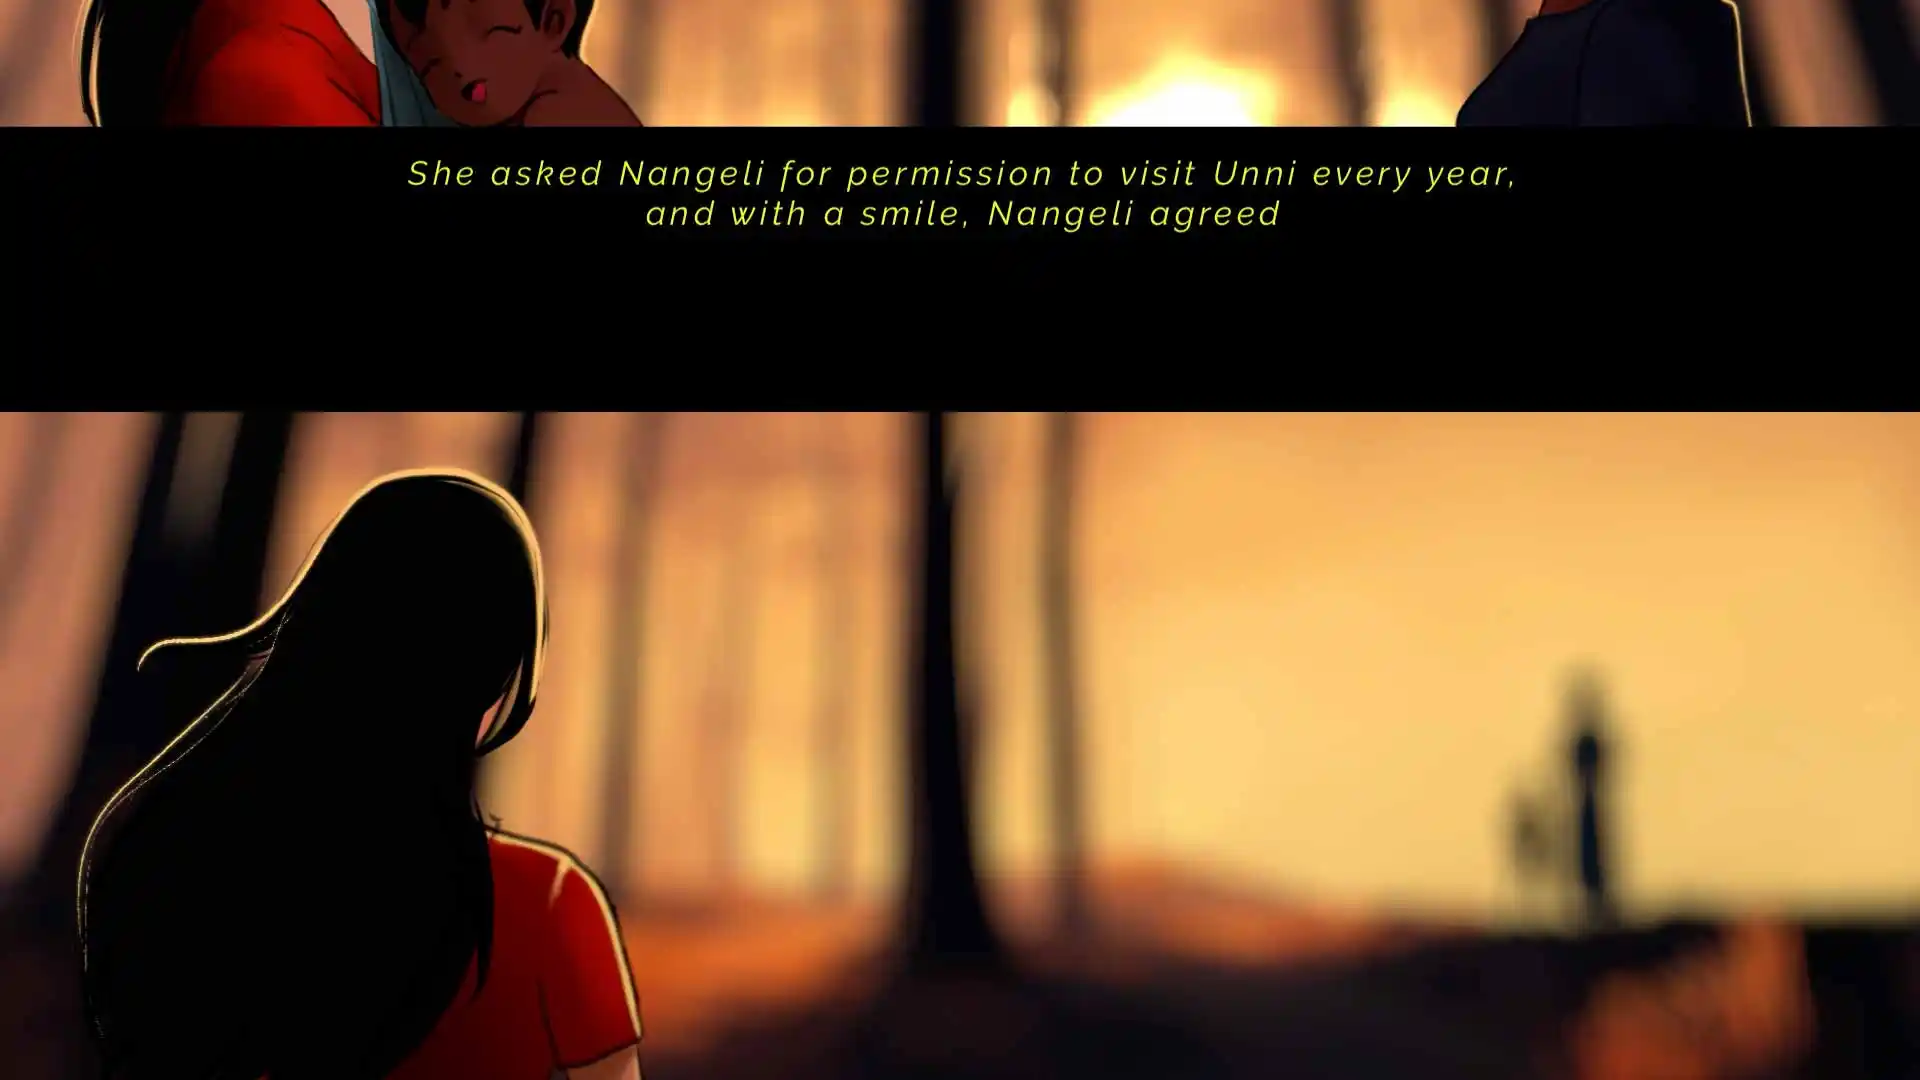 She asked Nangeli for permission to visit Unni every year,
and with a smile, Nangeli agreed